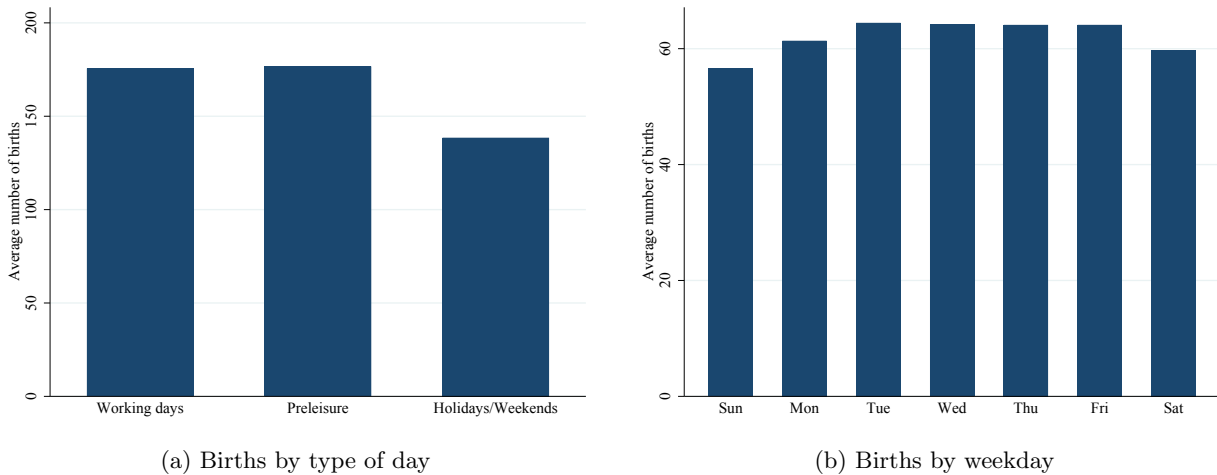 Average number of births
200
150
100
50
0
Working days Preleisure Holidays/Weekends
(a) Births by type of day
Average number of births
60
40
20
0
Sun Mon Tue Wed Thu Fri Sat
(b) Births by weekday